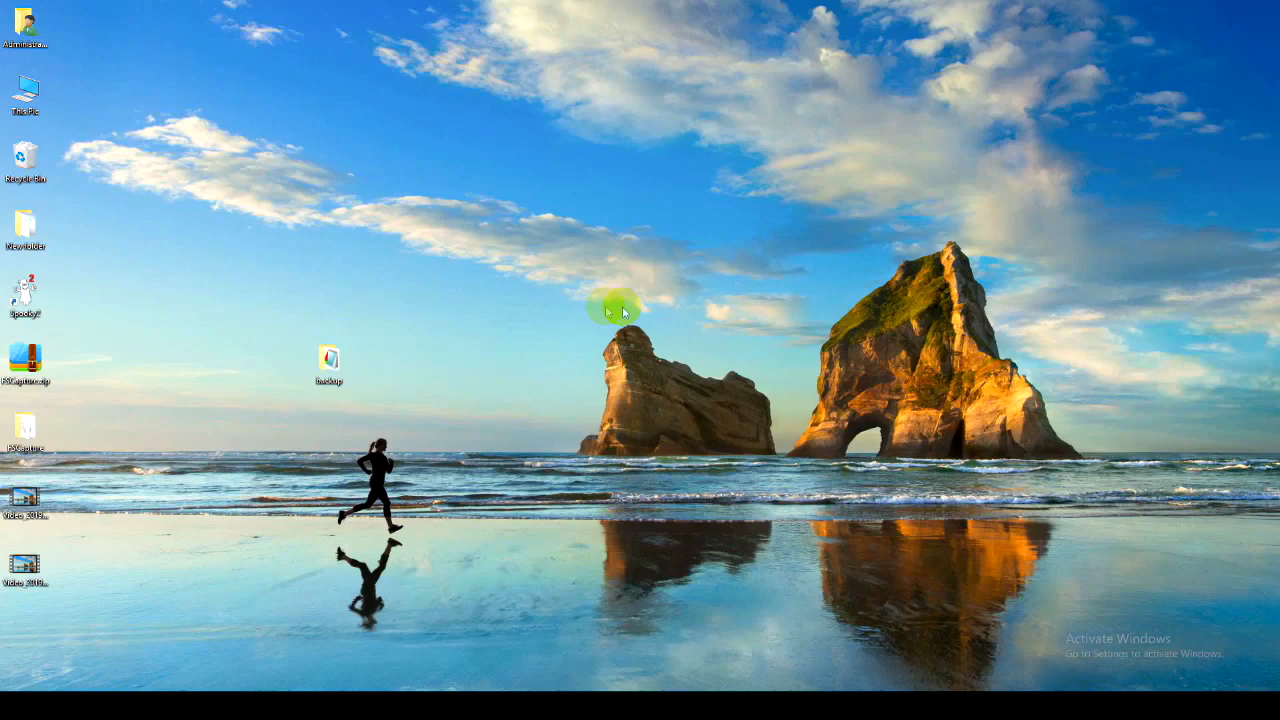 Administra...
This PC
Recycle Bin
New folder
Spooky2
FSCapture.zip
backup
FSCapture
Video_2019...
Video_2019...
Activate Windows
Go to Settings to activate Windows.